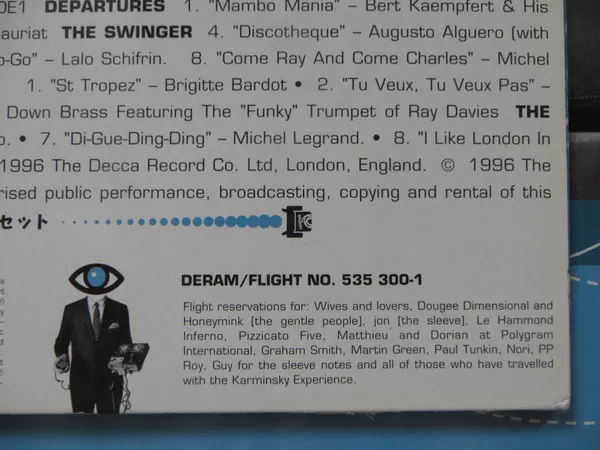 DE1 DEPARTURES 1. "Mambo Mania" – Bert Kaempfert & His
auriat THE SWINGER 4. "Discotheque" – Augusto Alguero (with
o-Go" – Lalo Schifrin. 8. "Come Ray And Come Charles" – Michel
1. "St Tropez" – Brigitte Bardot • 2. "Tu Veux, Tu Veux Pas" –
Down Brass Featuring The "Funky" Trumpet of Ray Davies THE
o. • 7. "Di-Gue-Ding-Ding" – Michel Legrand. • 8. "I Like London In
1996 The Decca Record Co. Ltd, London, England. © 1996 The
rised public performance, broadcasting, copying and rental of this
セット
DERAM/FLIGHT NO. 535 300-1
Flight reservations for: Wives and lovers, Dougee Dimensional and
Honeymink [the gentle people], jon [the sleeve], Le Hammond
Inferno, Pizzicato Five, Matthieu and Dorian at Polygram
International, Graham Smith, Martin Green, Paul Tunkin, Nori, PP
Roy, Guy for the sleeve notes and all of those who have travelled
with the Karminsky Experience.